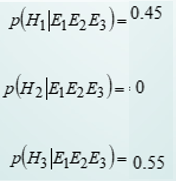 p(H₁|E₁E₂E₃)= 0.45
p(H₂|E₁E₂E₃)= 0
p(H₃|E₁E₂E₃)= 0.55